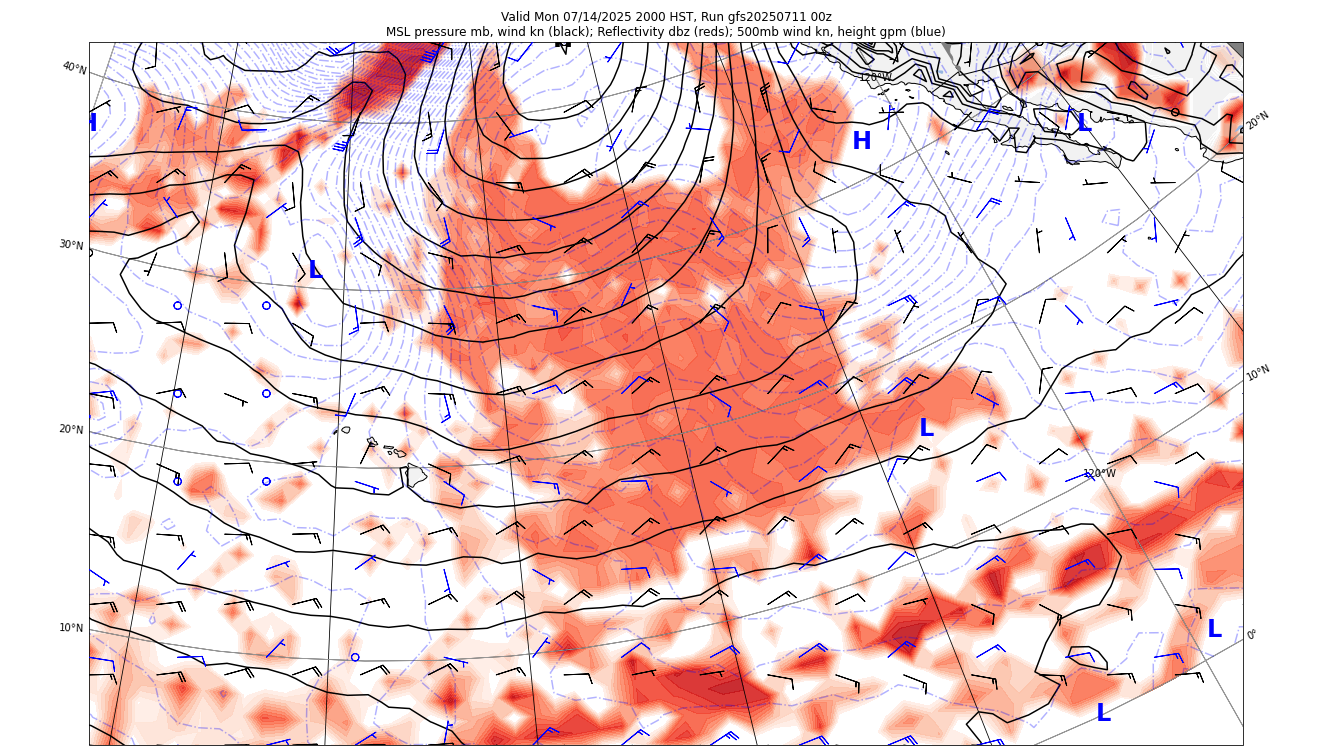 Valid Mon 07/14/2025 2000 HST, Run gfs20250711 00z
MSL pressure mb, wind kn (black); Reflectivity dbz (reds); 500mb wind kn, height gpm (blue)
40°N
120°W
20°N
H
L
H
30°N
L
10°N
20°N
L
120°W
10°N
L
0°
L